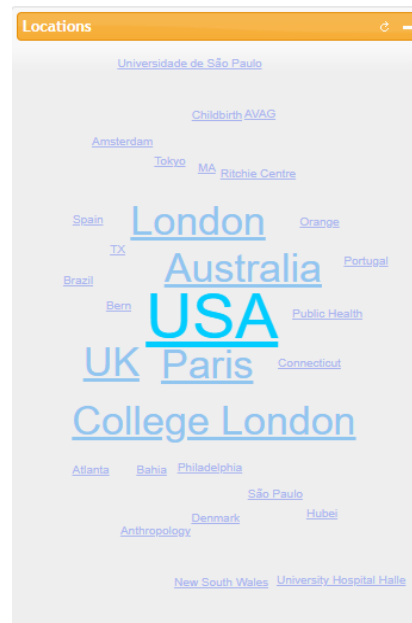 Locations
Universidade de São Paulo
Childbirth AVAG
Amsterdam
Tokyo
MA
Ritchie Centre
Spain
London
Orange
TX
Australia
Portugal
Brazil
Bern
USA
Public Health
UK
Paris
Connecticut
College London
Atlanta
Bahia
Philadelphia
São Paulo
Denmark
Hubei
Anthropology
New South Wales
University Hospital Halle